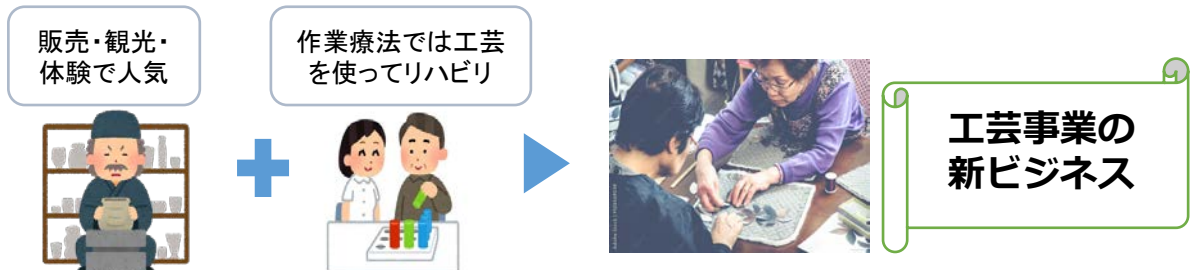 販売・観光・
体験で人気
作業療法では工芸
を使ってリハビリ
工芸事業の
新ビジネス